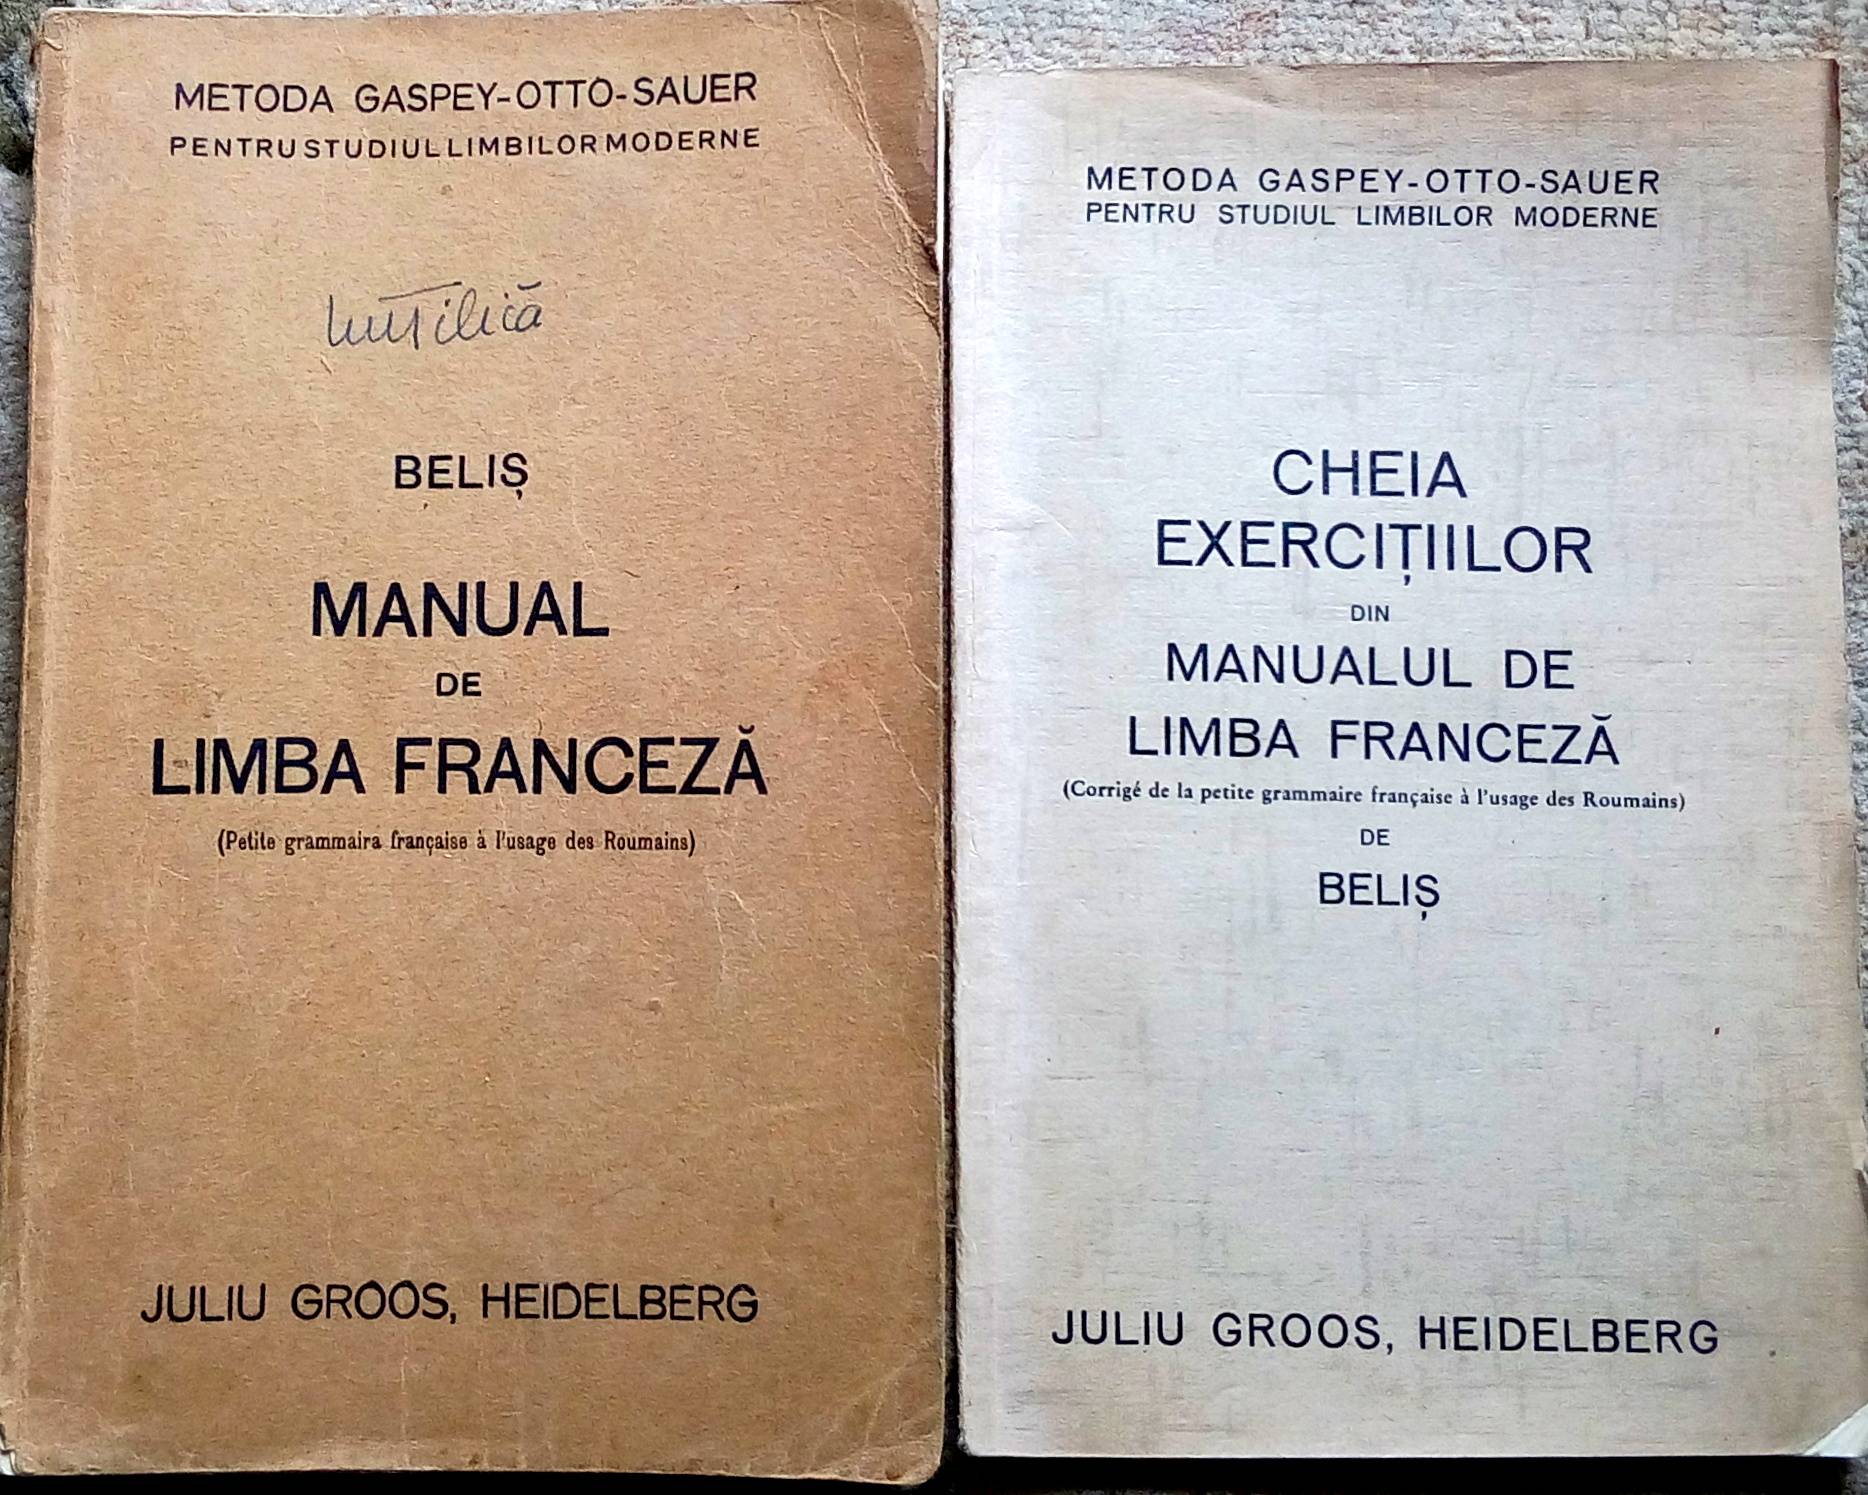 METODA GASPEY-OTTO-SAUER
PENTRU STUDIUL LIMBILOR MODERNE
BELIȘ
MANUAL
DE
LIMBA FRANCEZĂ
(Petite grammaira française à l'usage des Roumains)
JULIU GROOS, HEIDELBERG
METODA GASPEY-OTTO-SAUER
PENTRU STUDIUL LIMBILOR MODERNE
CHEIA
EXERCIȚIILOR
DIN
MANUALUL DE
LIMBA FRANCEZĂ
(Corrigé de la petite grammaire française à l'usage des Roumains)
DE
BELIȘ
JULIU GROOS, HEIDELBERG